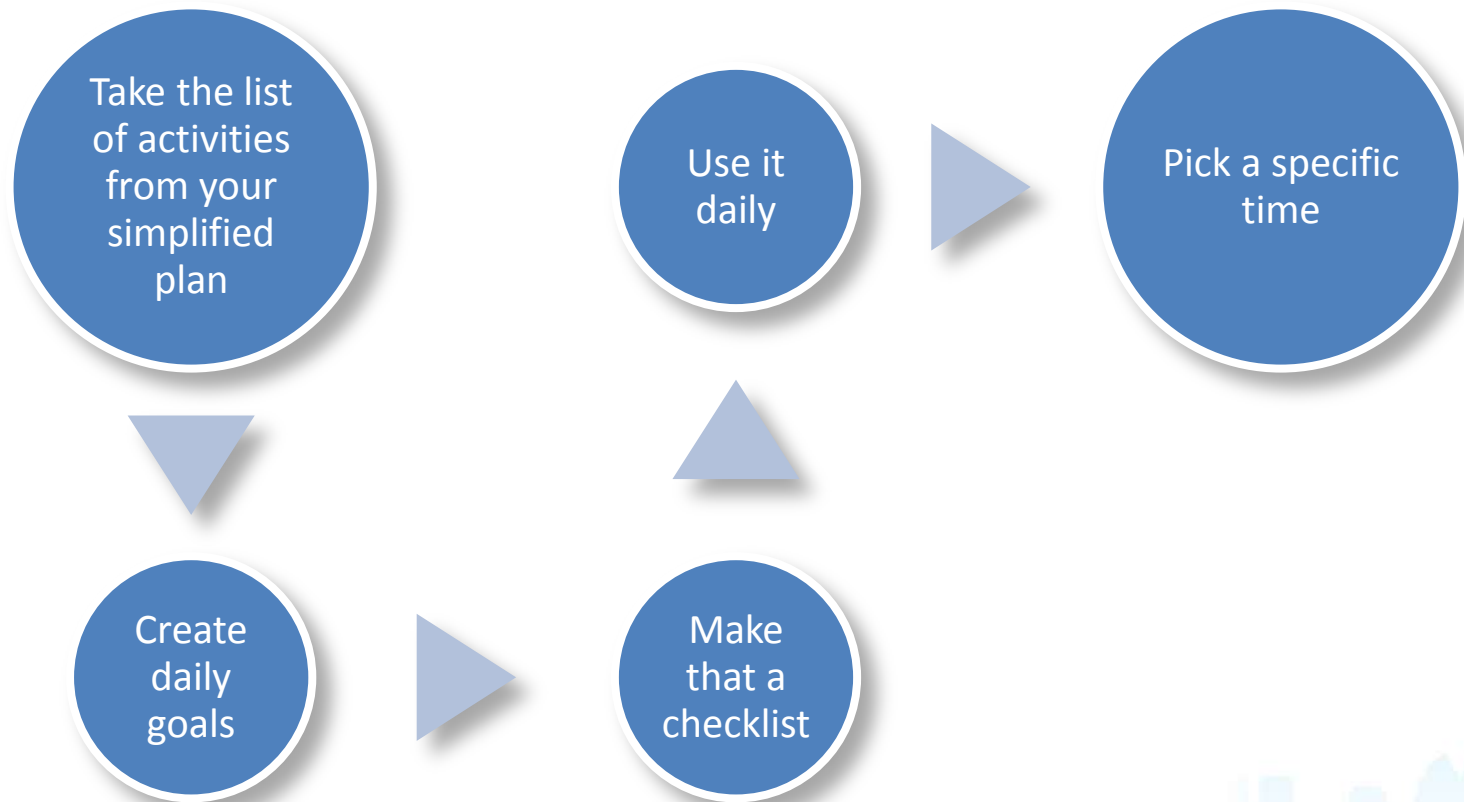 Take the list
of activities
from your
simplified
plan
Create
daily
goals
Make
that a
checklist
Use it
daily
Pick a specific
time